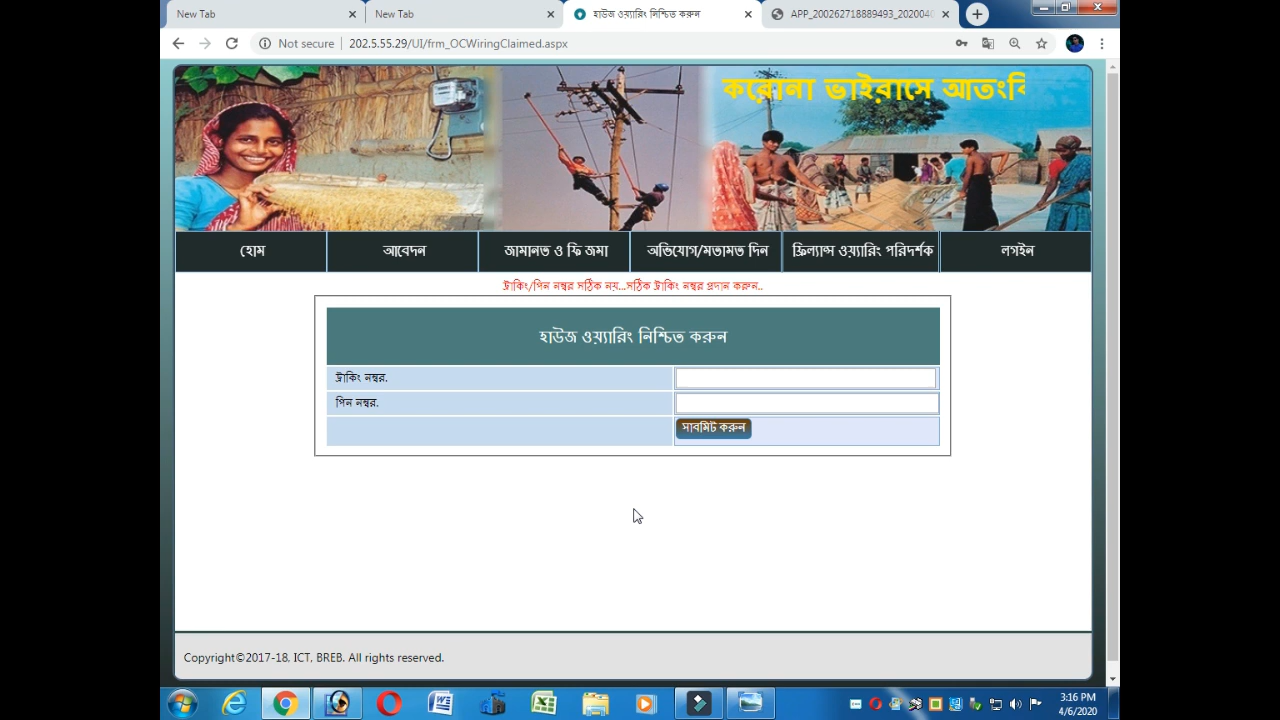 New Tab
New Tab
হাউজ ওয়্যারিং নিশ্চিত করুন
APP_200262718889493_202004
Not secure
202.5.55.29/UI/frm_OCWiringClaimed.aspx
করোনা ভাইরাসে
হোম
আবেদন
জামানত ও ফি জমা
অভিযোগ/মতামত দিন
ফ্রিল্যান্স ওয়্যারিং পরিদর্শক
লগইন
ট্রাকিং/পিন নম্বর সঠিক নয়...সঠিক ট্রাকিং নম্বর প্রদান করুন..
হাউজ ওয়্যারিং নিশ্চিত করুন
ট্রাকিং নম্বর.
পিন নম্বর.
সাবমিট করুন
Copyright©2017-18, ICT, BREB. All rights reserved.
3:16 PM
4/6/2020